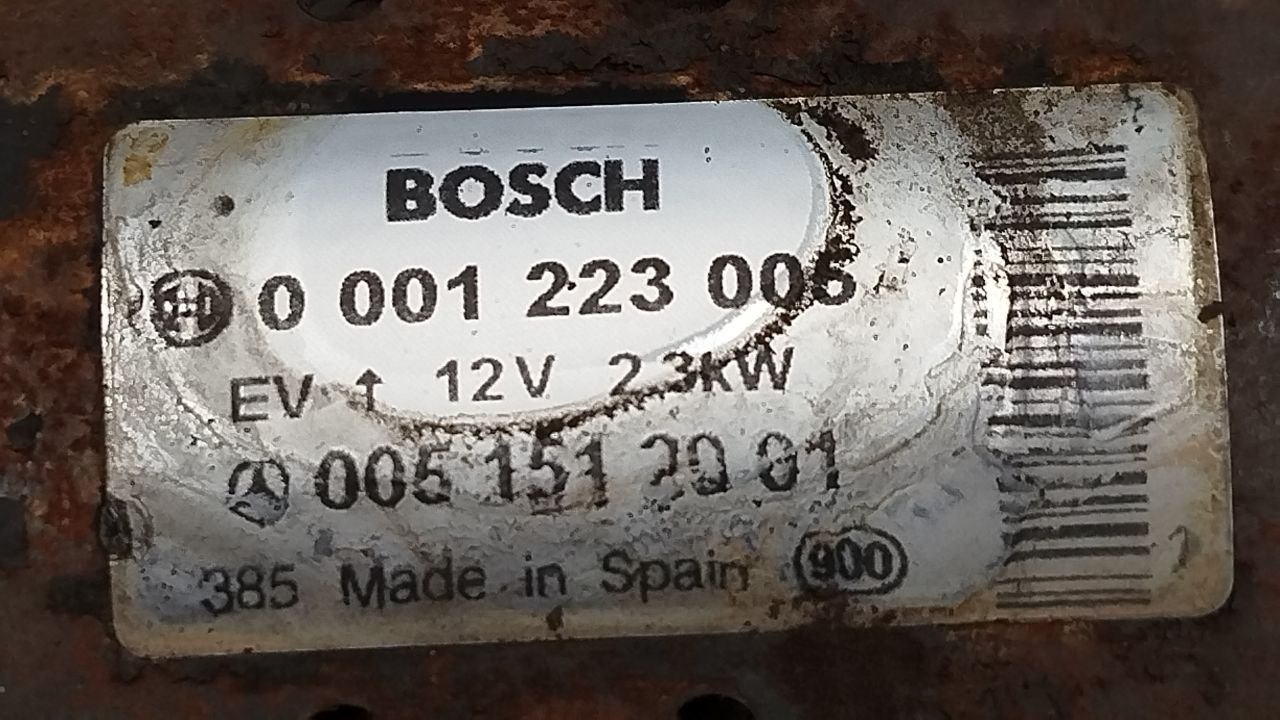 BOSCH
0 001 223 005
EV ↑ 12V 2.3kW
005 151 20 01
385 Made in Spain 900